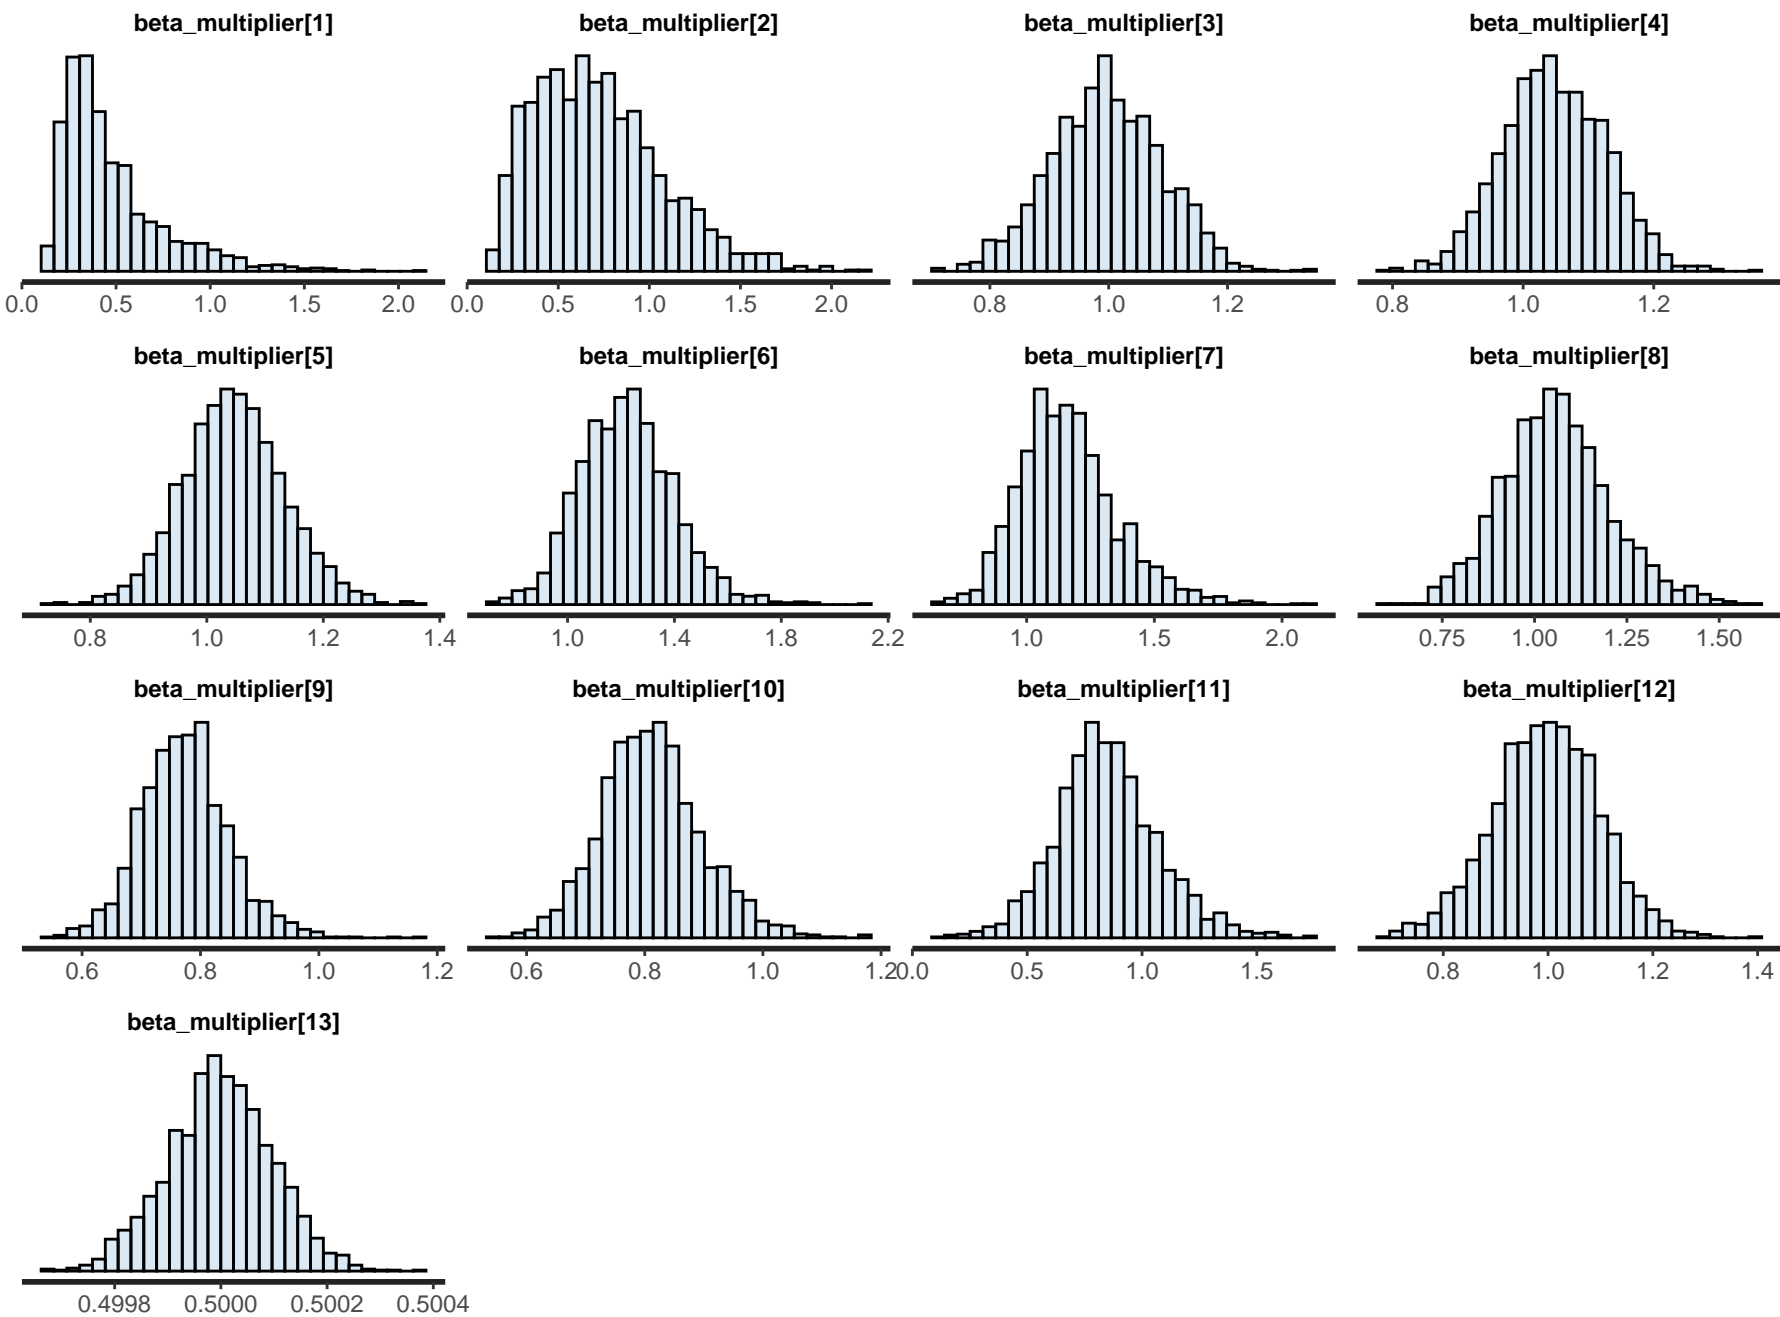 beta_multiplier[1] beta_multiplier[2] beta_multiplier[3] beta_multiplier[4]
0.0 0.5 1.0 1.5 2.0 0.0 0.5 1.0 1.5 2.0 0.8 1.0 1.2 0.8 1.0 1.2
beta_multiplier[5] beta_multiplier[6] beta_multiplier[7] beta_multiplier[8]
0.8 1.0 1.2 1.4 1.0 1.4 1.8 2.2 1.0 1.5 2.0 0.75 1.00 1.25 1.50
beta_multiplier[9] beta_multiplier[10] beta_multiplier[11] beta_multiplier[12]
0.6 0.8 1.0 1.2 0.6 0.8 1.0 1.2 0.0 0.5 1.0 1.5 0.8 1.0 1.2 1.4
beta_multiplier[13]
0.4998 0.5000 0.5002 0.5004